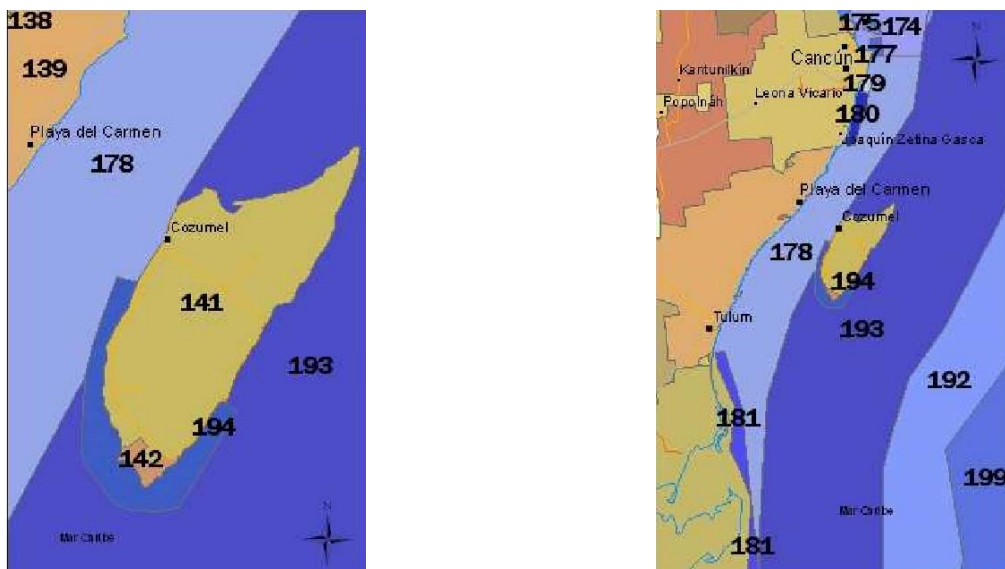 138
139
Playa del Carmen
178
Cozumel
141
193
194
142
N
Mar Caribe
175 174
Cancún 177
Kantunilkín
179
Leona Vicario
Popolnáh
180
Joaquín Zetina Gasca
Playa del Carmen
Cozumel
178
194
Tulum
193
192
181
199
Mar Caribe
181
N